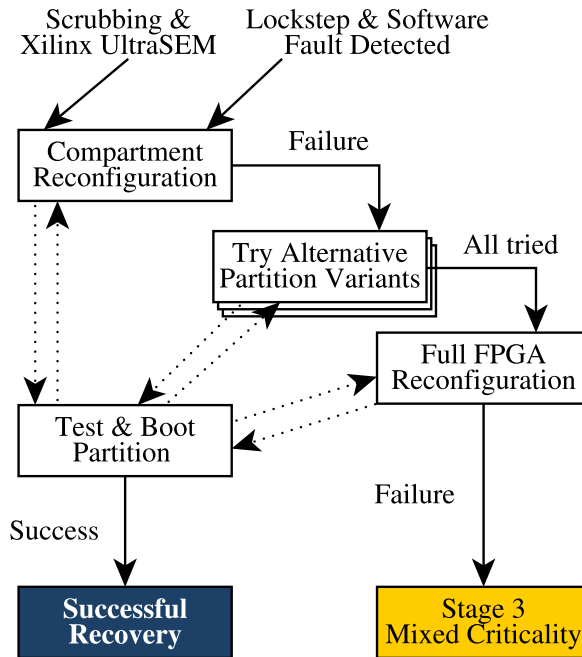 Scrubbing &
Xilinx UltraSEM
Lockstep & Software
Fault Detected
Compartment
Reconfiguration
Failure
Try Alternative
Partition Variants
All tried
Full FPGA
Reconfiguration
Test & Boot
Partition
Success
Failure
Successful
Recovery
Stage 3
Mixed Criticality